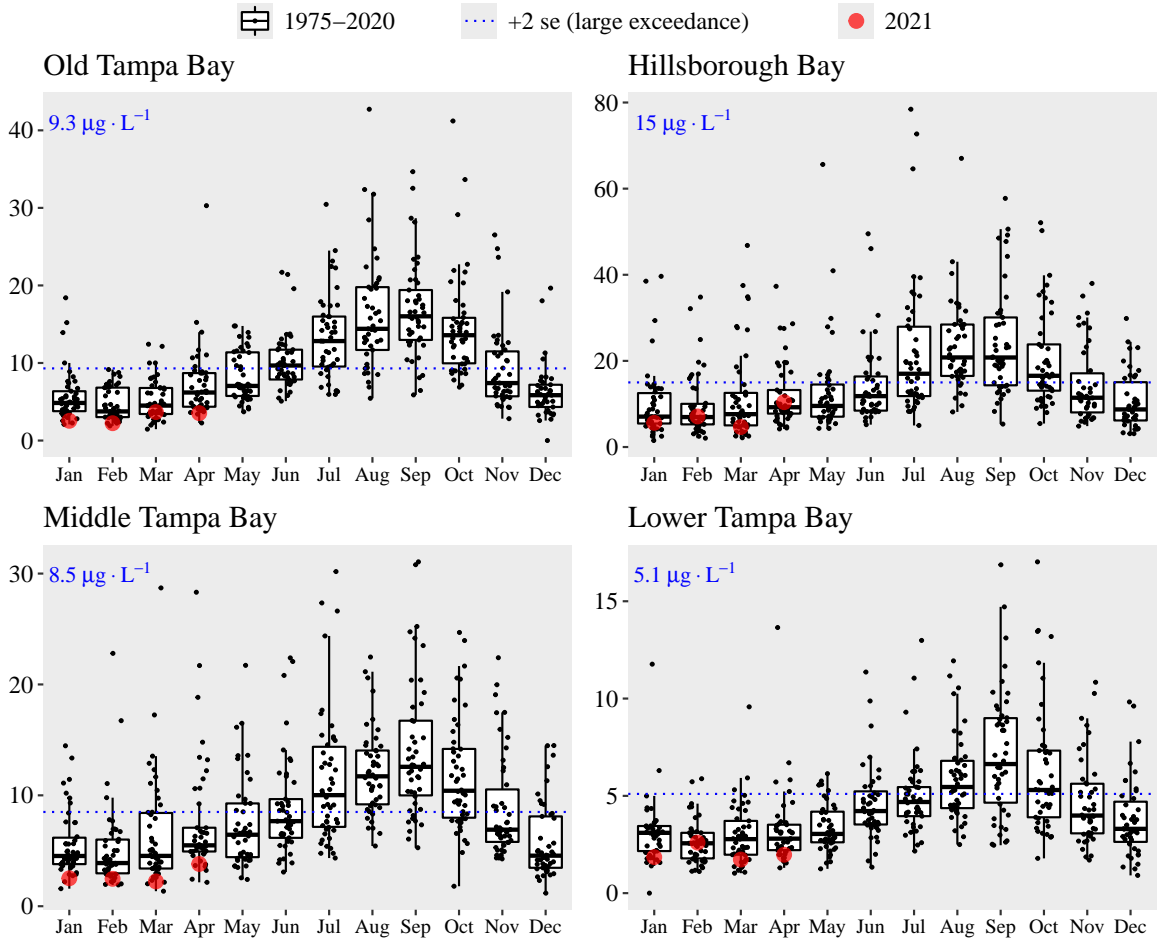 1975−2020 +2 se (large exceedance) 2021
Old Tampa Bay
9.3 μg · L⁻¹
40
30
20
10
0
Jan Feb Mar Apr May Jun Jul Aug Sep Oct Nov Dec
Hillsborough Bay
15 μg · L⁻¹
80
60
40
20
0
Jan Feb Mar Apr May Jun Jul Aug Sep Oct Nov Dec
Middle Tampa Bay
8.5 μg · L⁻¹
30
20
10
0
Jan Feb Mar Apr May Jun Jul Aug Sep Oct Nov Dec
Lower Tampa Bay
5.1 μg · L⁻¹
15
10
5
0
Jan Feb Mar Apr May Jun Jul Aug Sep Oct Nov Dec